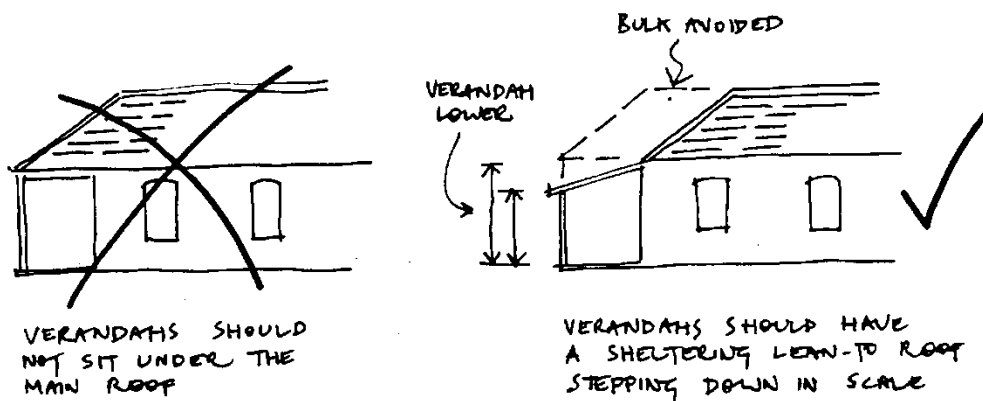 BULK AVOIDED
VERANDAH
LOWER
VERANDAHS SHOULD
NOT SIT UNDER THE
MAIN ROOF
VERANDAHS SHOULD HAVE
A SHELTERING LEAN-TO ROOF
STEPPING DOWN IN SCALE